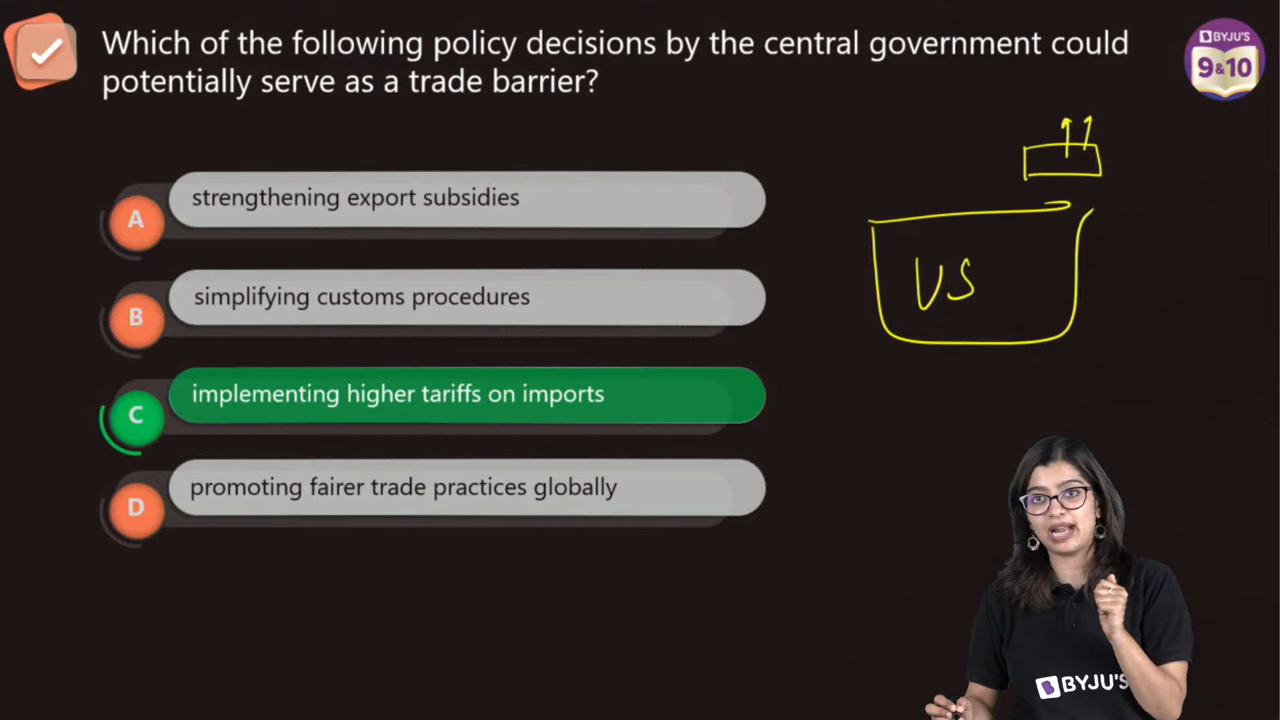 Which of the following policy decisions by the central government could
potentially serve as a trade barrier?
BYJU'S
9&10
A
strengthening export subsidies
B
simplifying customs procedures
C
implementing higher tariffs on imports
D
promoting fairer trade practices globally
US
BYJU'S